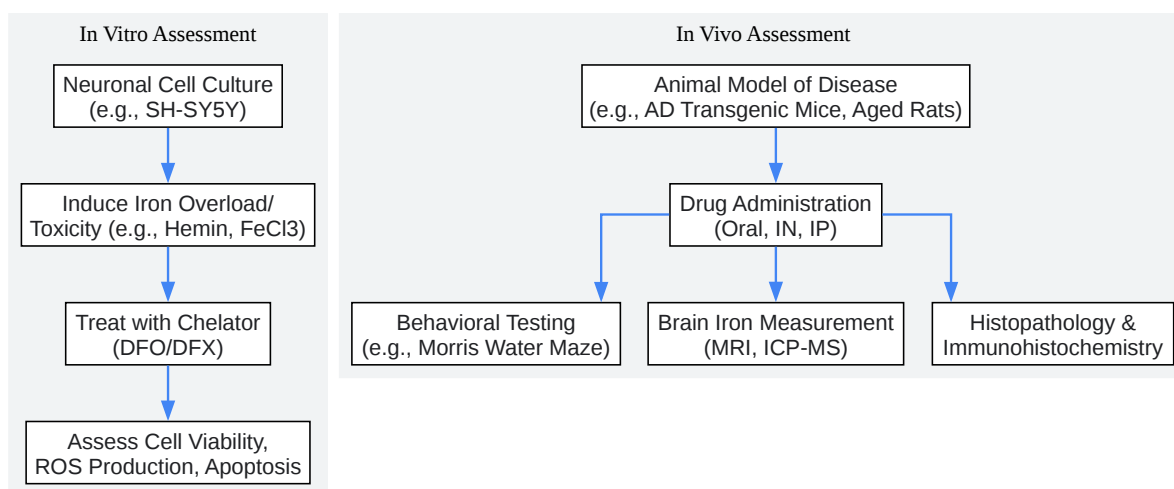 In Vitro Assessment
Neuronal Cell Culture
(e.g., SH-SY5Y)
Induce Iron Overload/
Toxicity (e.g., Hemin, FeCl3)
Treat with Chelator
(DFO/DFX)
Assess Cell Viability,
ROS Production, Apoptosis
In Vivo Assessment
Animal Model of Disease
(e.g., AD Transgenic Mice, Aged Rats)
Drug Administration
(Oral, IN, IP)
Behavioral Testing
(e.g., Morris Water Maze)
Brain Iron Measurement
(MRI, ICP-MS)
Histopathology &
Immunohistochemistry